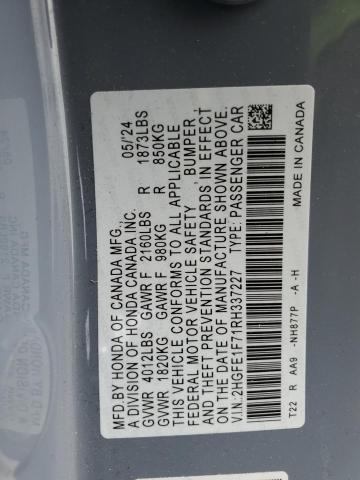 MFD.BY HONDA OF CANADA MFG., 05/24
A DIVISION OF HONDA CANADA INC.
GVWR 4012LBS GAWR F 2160LBS R 1873LBS
GVWR 1820KG GAWR F 980KG R 850KG
THIS VEHICLE CONFORMS TO ALL APPLICABLE
FEDERAL MOTOR VEHICLE SAFETY, BUMPER,
AND THEFT PREVENTION STANDARDS IN EFFECT
ON THE DATE OF MANUFACTURE SHOWN ABOVE.
V.I.N.:2HGFE1F71RH337227 TYPE:PASSENGER CAR
T22 R AA9 -NH877P -A -H MADE IN CANADA